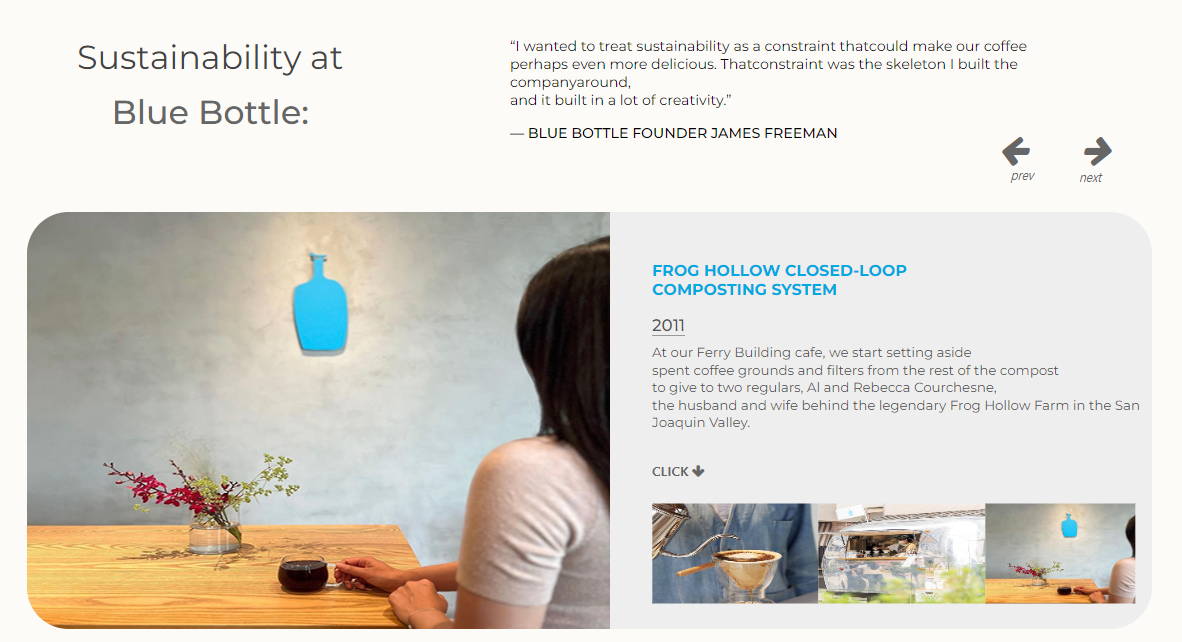 Sustainability at
Blue Bottle:
“I wanted to treat sustainability as a constraint thatcould make our coffee
perhaps even more delicious. Thatconstraint was the skeleton I built the
companyaround,
and it built in a lot of creativity.”
— BLUE BOTTLE FOUNDER JAMES FREEMAN
prev
next
FROG HOLLOW CLOSED-LOOP
COMPOSTING SYSTEM
2011
At our Ferry Building cafe, we start setting aside
spent coffee grounds and filters from the rest of the compost
to give to two regulars, Al and Rebecca Courchesne,
the husband and wife behind the legendary Frog Hollow Farm in the San
Joaquin Valley.
CLICK